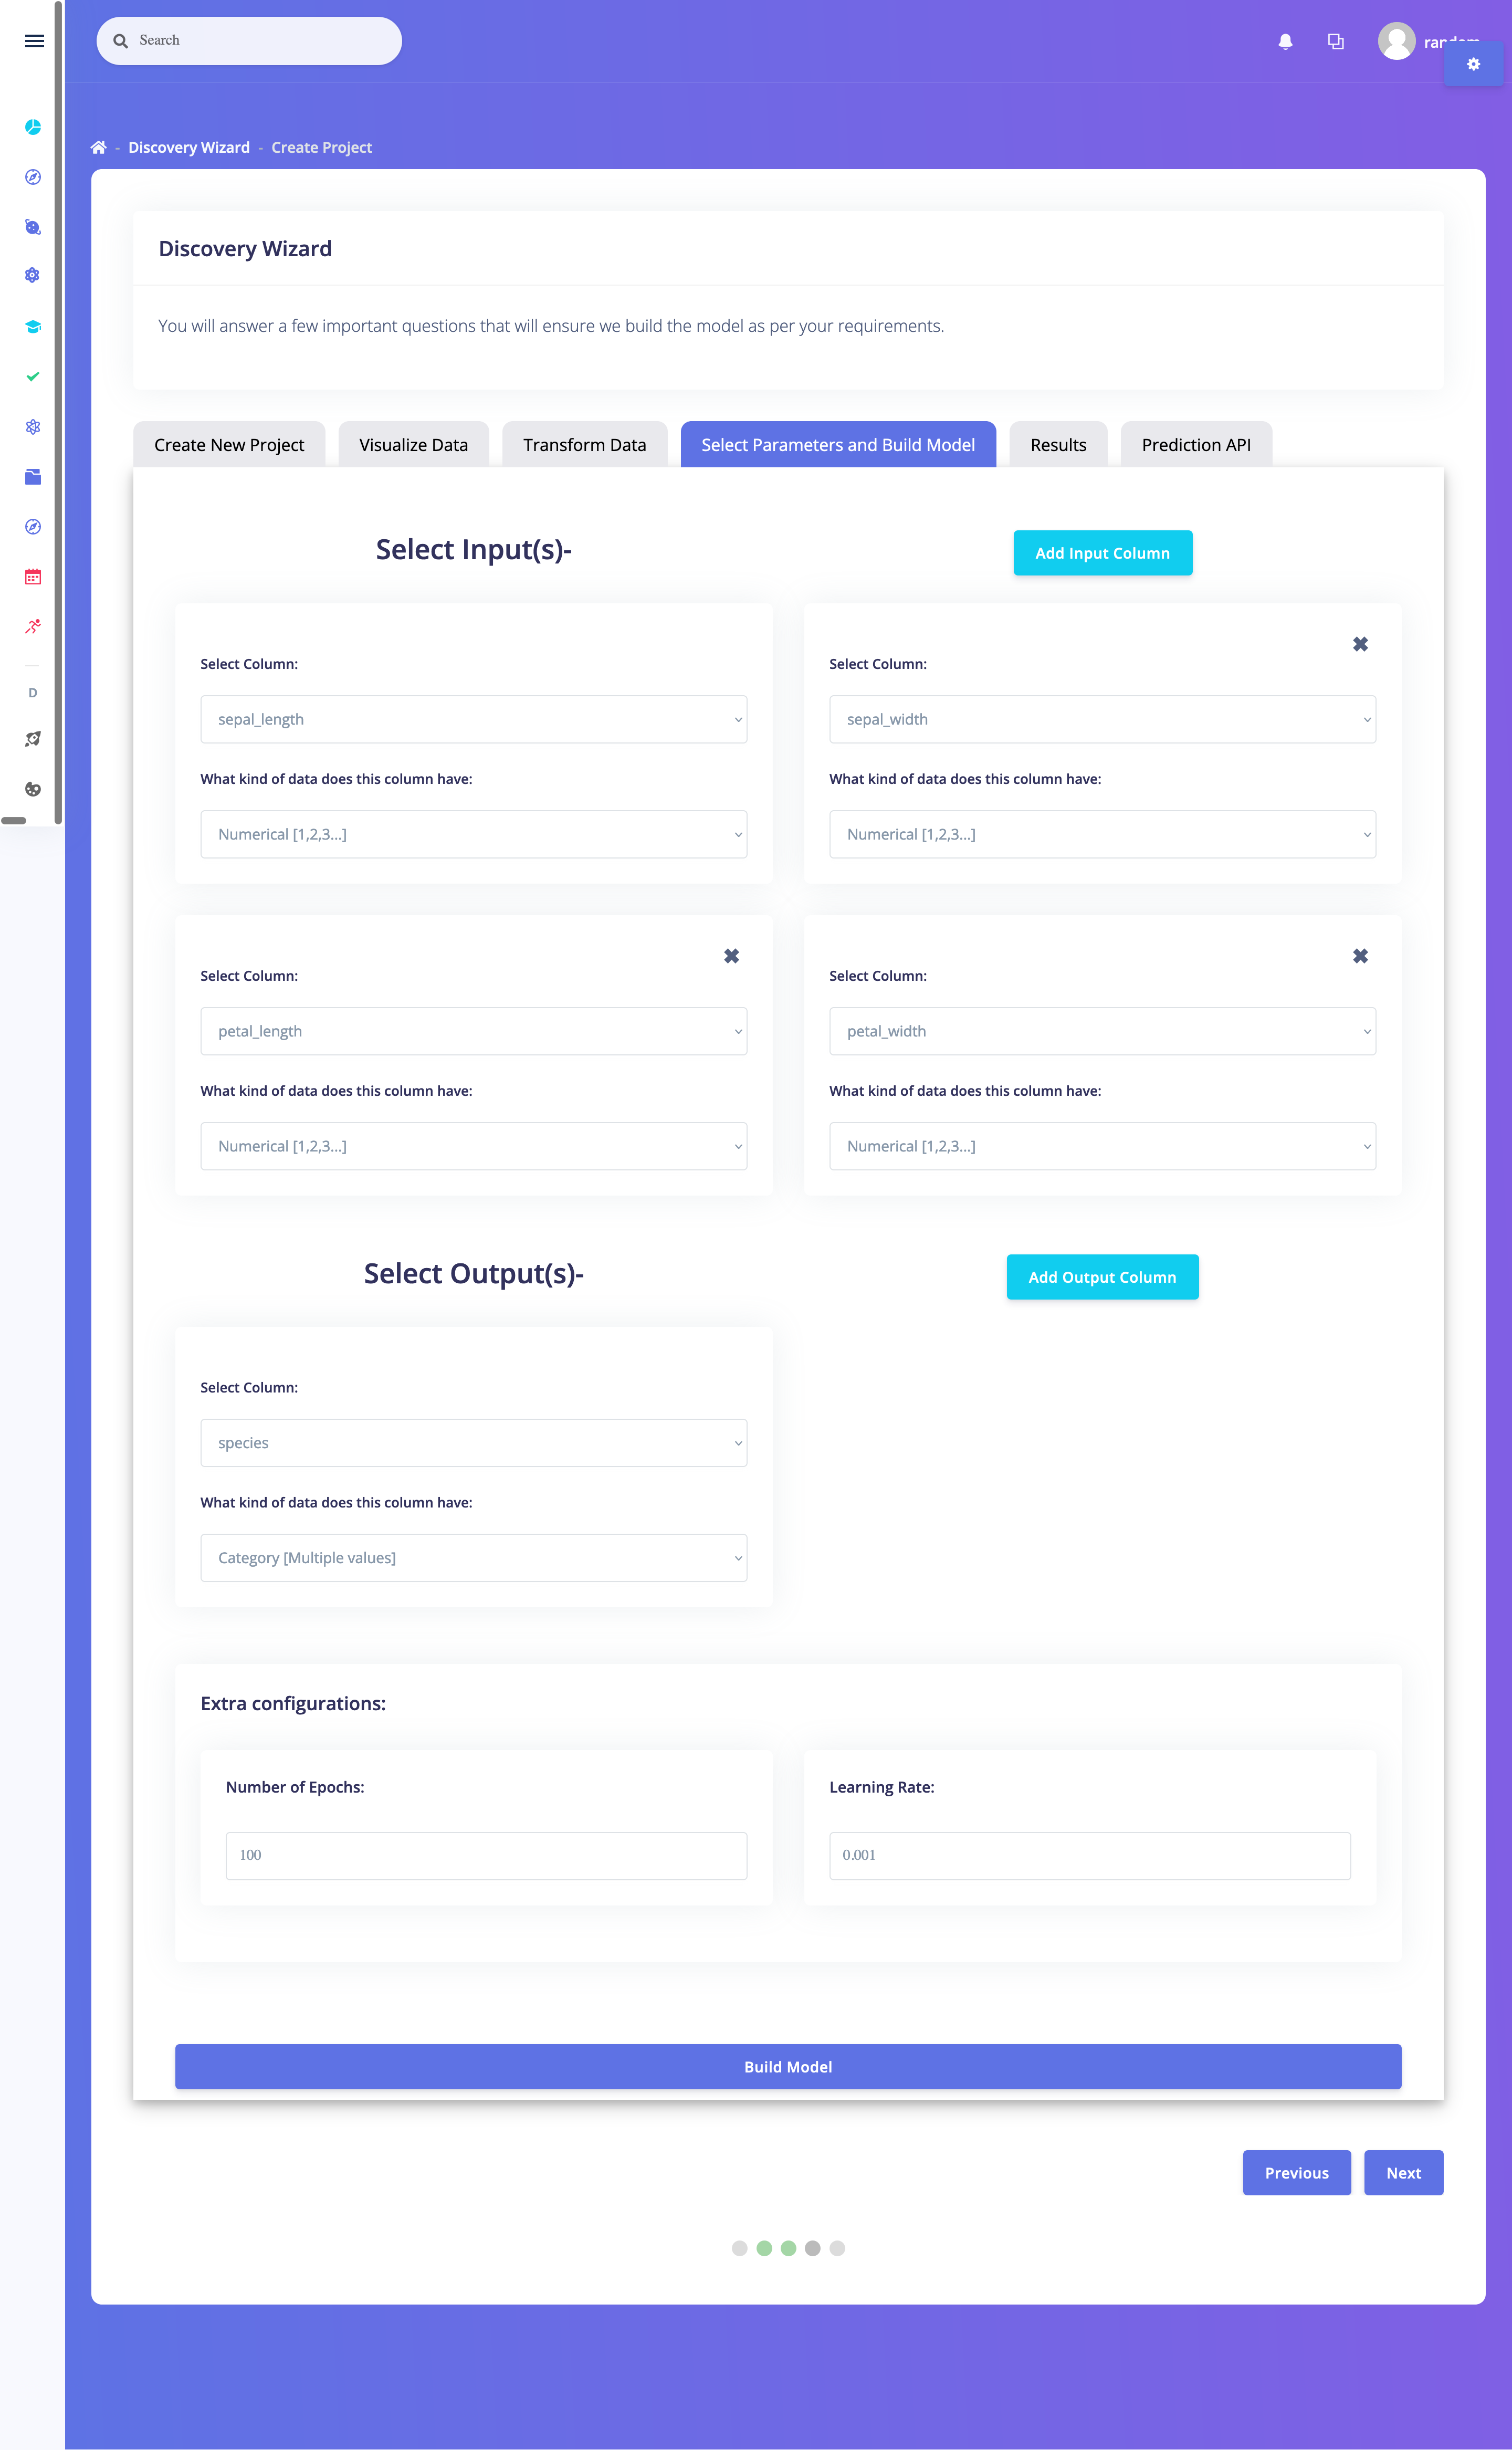 Search
random
Discovery Wizard - Create Project
Discovery Wizard
You will answer a few important questions that will ensure we build the model as per your requirements.
Create New Project Visualize Data Transform Data Select Parameters and Build Model Results Prediction API
Select Input(s)- Add Input Column
Select Column: Select Column:
sepal_length sepal_width
What kind of data does this column have: What kind of data does this column have:
Numerical [1,2,3...] Numerical [1,2,3...]
Select Column: Select Column:
petal_length petal_width
What kind of data does this column have: What kind of data does this column have:
Numerical [1,2,3...] Numerical [1,2,3...]
D
Select Output(s)- Add Output Column
Select Column:
species
What kind of data does this column have:
Category [Multiple values]
Extra configurations:
Number of Epochs: Learning Rate:
100 0.001
Build Model
Previous Next